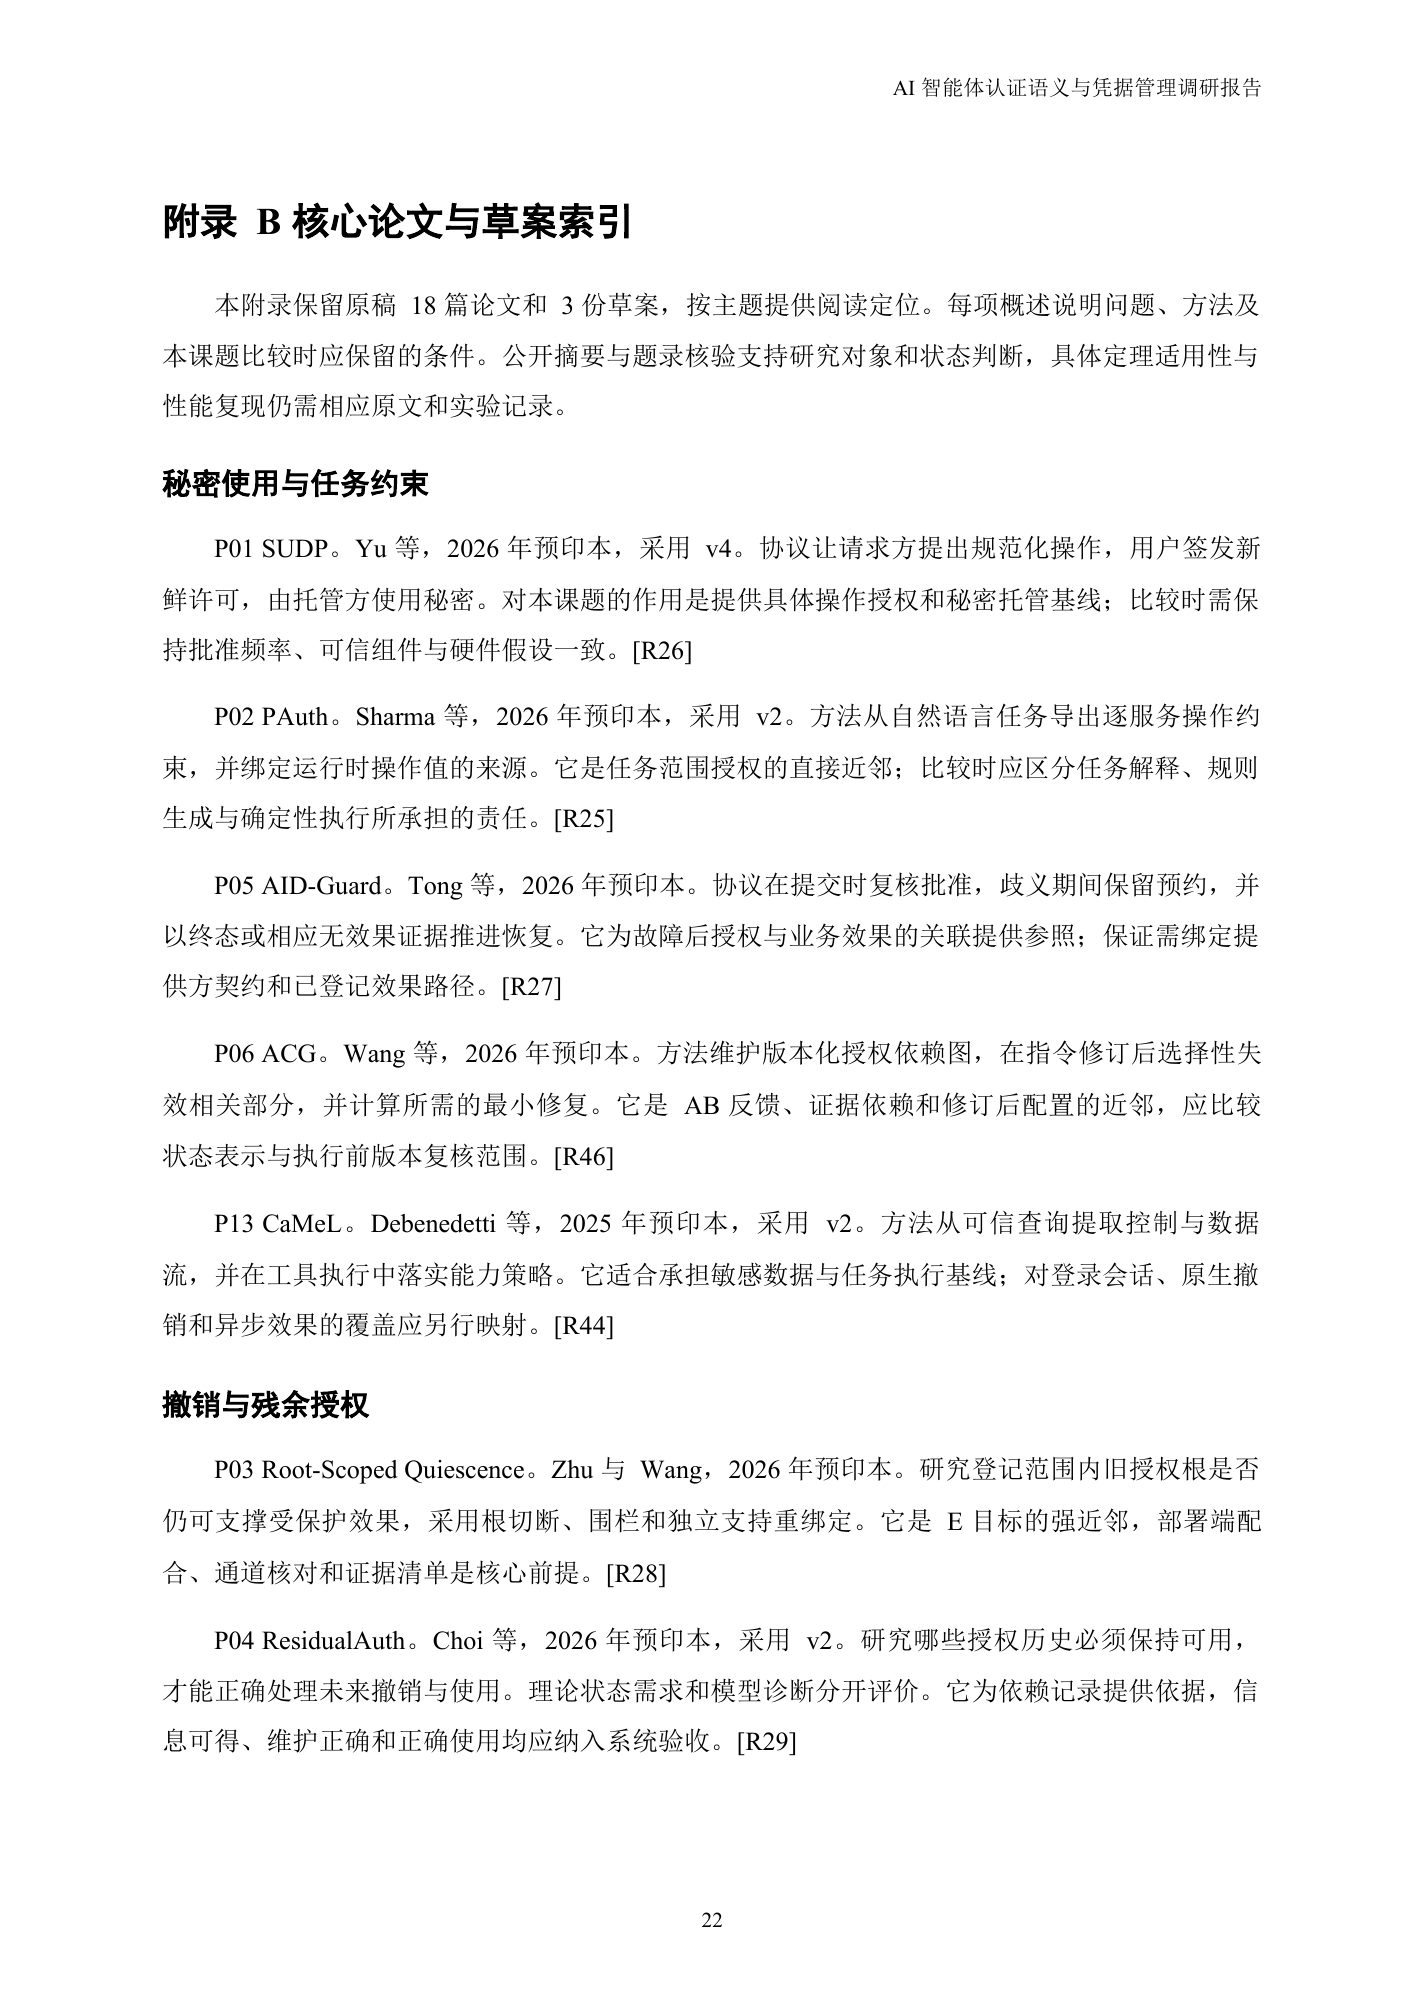 AI 智能体认证语义与凭据管理调研报告
附录 B 核心论文与草案索引
本附录保留原稿 18 篇论文和 3 份草案，按主题提供阅读定位。每项概述说明问题、方法及
本课题比较时应保留的条件。公开摘要与题录核验支持研究对象和状态判断，具体定理适用性与
性能复现仍需相应原文和实验记录。
秘密使用与任务约束
P01 SUDP。Yu 等，2026 年预印本，采用 v4。协议让请求方提出规范化操作，用户签发新
鲜许可，由托管方使用秘密。对本课题的作用是提供具体操作授权和秘密托管基线；比较时需保
持批准频率、可信组件与硬件假设一致。[R26]
P02 PAuth。Sharma 等，2026 年预印本，采用 v2。方法从自然语言任务导出逐服务操作约
束，并绑定运行时操作值的来源。它是任务范围授权的直接近邻；比较时应区分任务解释、规则
生成与确定性执行所承担的责任。[R25]
P05 AID-Guard。Tong 等，2026 年预印本。协议在提交时复核批准，歧义期间保留预约，并
以终态或相应无效果证据推进恢复。它为故障后授权与业务效果的关联提供参照；保证需绑定提
供方契约和已登记效果路径。[R27]
P06 ACG。Wang 等，2026 年预印本。方法维护版本化授权依赖图，在指令修订后选择性失
效相关部分，并计算所需的最小修复。它是 AB 反馈、证据依赖和修订后配置的近邻，应比较
状态表示与执行前版本复核范围。[R46]
P13 CaMeL。Debenedetti 等，2025 年预印本，采用 v2。方法从可信查询提取控制与数据
流，并在工具执行中落实能力策略。它适合承担敏感数据与任务执行基线；对登录会话、原生撤
销和异步效果的覆盖应另行映射。[R44]
撤销与残余授权
P03 Root-Scoped Quiescence。Zhu 与 Wang，2026 年预印本。研究登记范围内旧授权根是否
仍可支撑受保护效果，采用根切断、围栏和独立支持重绑定。它是 E 目标的强近邻，部署端配
合、通道核对和证据清单是核心前提。[R28]
P04 ResidualAuth。Choi 等，2026 年预印本，采用 v2。研究哪些授权历史必须保持可用，
才能正确处理未来撤销与使用。理论状态需求和模型诊断分开评价。它为依赖记录提供依据，信
息可得、维护正确和正确使用均应纳入系统验收。[R29]
22